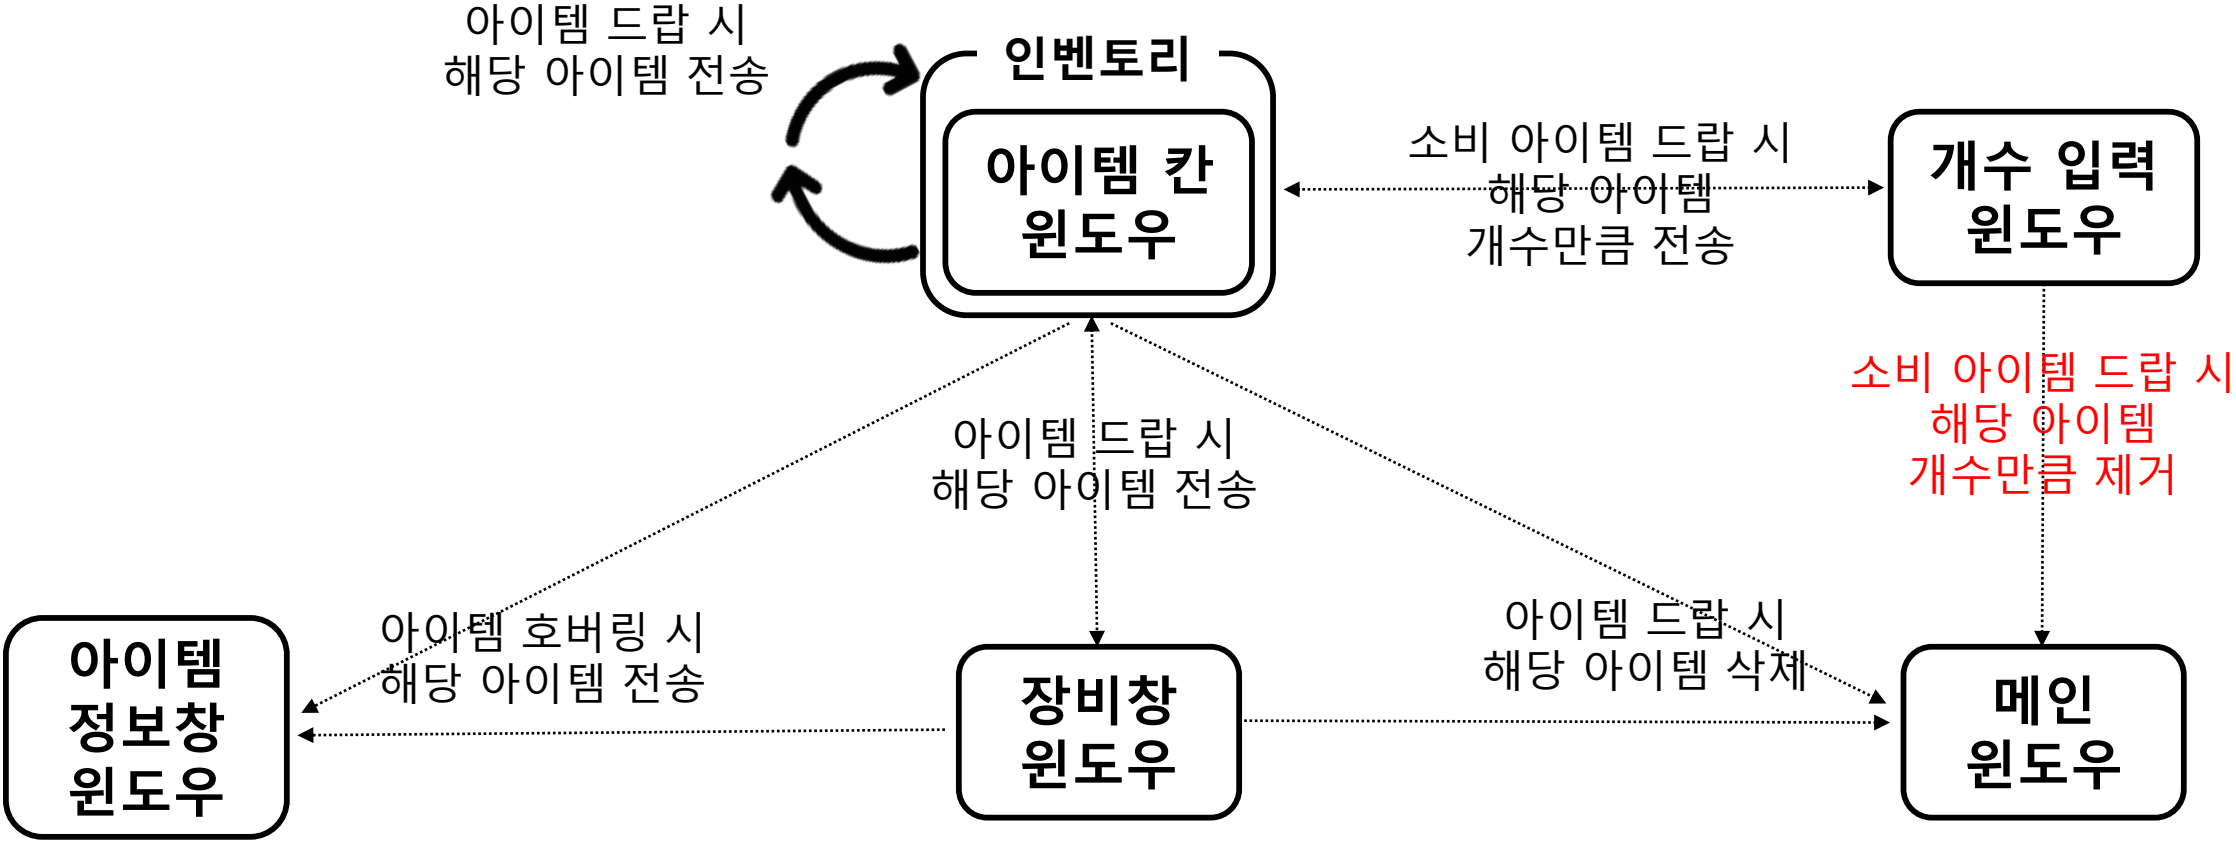 아이템 드랍 시
해당 아이템 전송
인벤토리
아이템 칸
윈도우
소비 아이템 드랍 시
해당 아이템
개수만큼 전송
개수 입력
윈도우
소비 아이템 드랍 시
해당 아이템
개수만큼 제거
아이템 드랍 시
해당 아이템 전송
아이템 호버링 시
해당 아이템 전송
아이템 드랍 시
해당 아이템 삭제
아이템
정보창
윈도우
장비창
윈도우
메인
윈도우